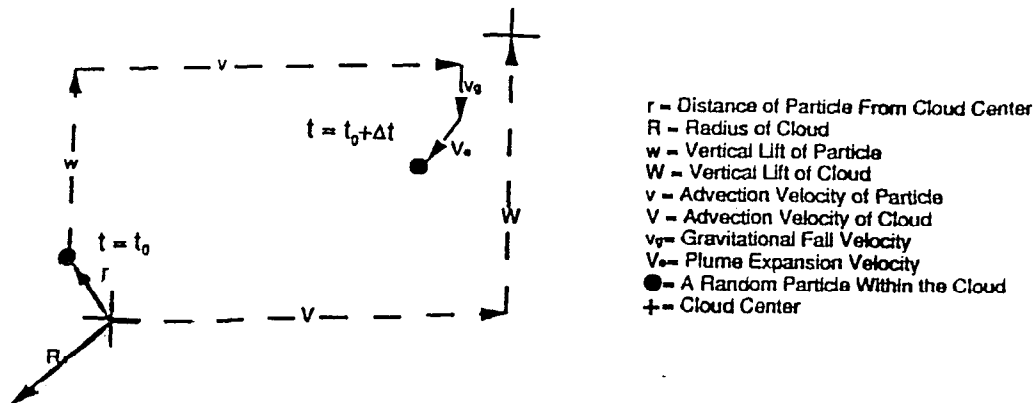 v
v₉
t = t₀+Δt
Vₑ
w
W
t = t₀
r
V
R
r = Distance of Particle From Cloud Center
R = Radius of Cloud
w = Vertical Lift of Particle
W = Vertical Lift of Cloud
v = Advection Velocity of Particle
V = Advection Velocity of Cloud
vg= Gravitational Fall Velocity
Vₑ= Plume Expansion Velocity
●= A Random Particle Within the Cloud
+= Cloud Center